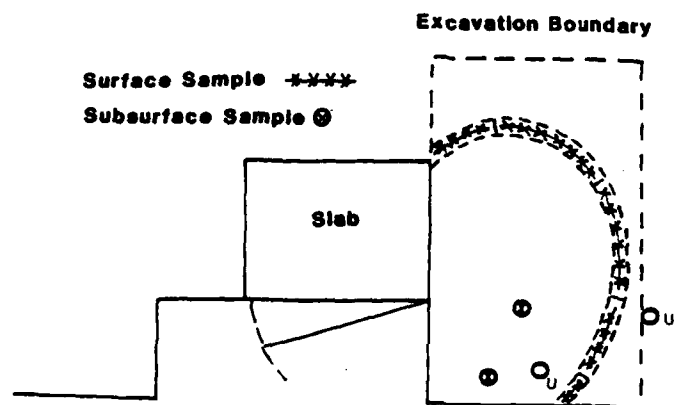 Excavation Boundary
Surface Sample
Subsurface Sample
Slab
U
U